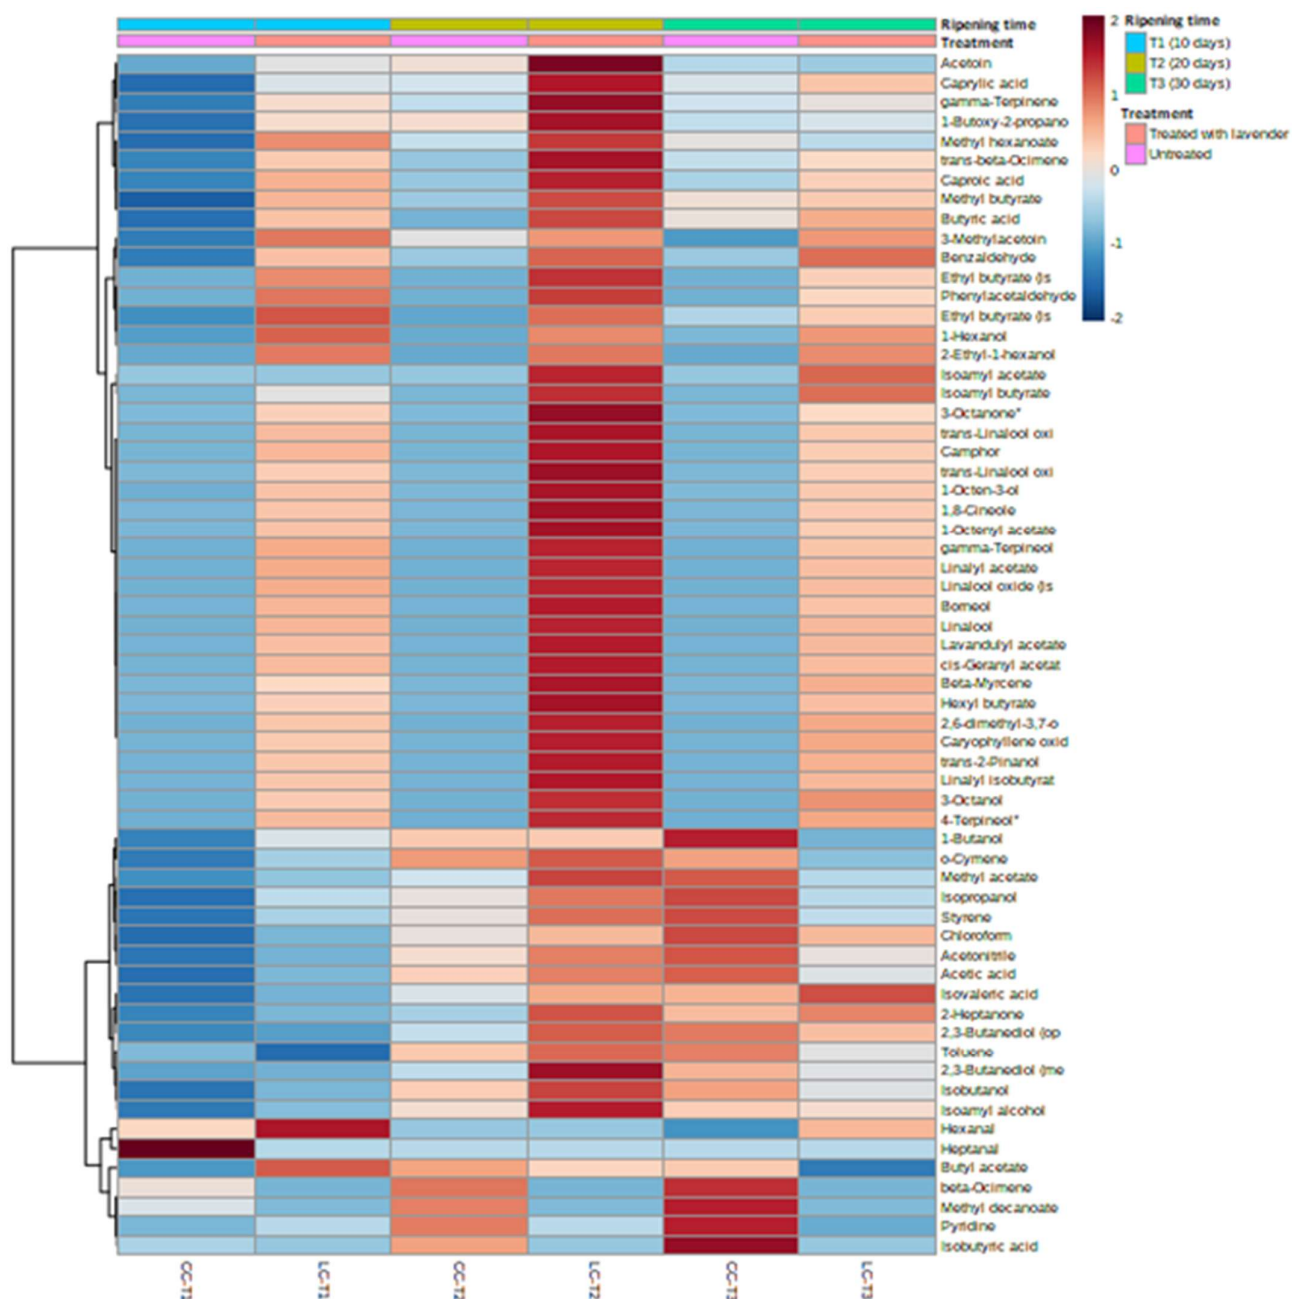 Ripening time
Treatment
Acetoin
Caprylic acid
gamma-Terpinene
1-Butoxy-2-propano
Methyl hexanoate
trans-beta-Ocimene
Caproic acid
Methyl butyrate
Butyric acid
3-Methylacetoin
Benzaldehyde
Ethyl butyrate (is
Phenylacetaldehyde
Ethyl butyrate (is
1-Hexanol
2-Ethyl-1-hexanol
Isoamyl acetate
Isoamyl butyrate
3-Octanone*
trans-Linalool oxi
Camphor
trans-Linalool oxi
1-Octen-3-ol
1,8-Cineole
1-Octenyl acetate
gamma-Terpineol
Linalyl acetate
Linalool oxide (is
Borneol
Linalool
Lavandulyl acetate
cis-Geranyl acetat
Beta-Myrcene
Hexyl butyrate
2,6-dimethyl-3,7-o
Caryophyllene oxid
trans-2-Pinanol
Linalyl isobutyrat
3-Octanol
4-Terpineol*
1-Butanol
o-Cymene
Methyl acetate
Isopropanol
Styrene
Chloroform
Acetonitrile
Acetic acid
Isovaleric acid
2-Heptanone
2,3-Butanediol (op
Toluene
2,3-Butanediol (me
Isobutanol
Isoamyl alcohol
Hexanal
Heptanal
Butyl acetate
beta-Ocimene
Methyl decanoate
Pyridine
Isobutyric acid
2
1
0
-1
-2
Ripening time
T1 (10 days)
T2 (20 days)
T3 (30 days)
Treatment
Treated with lavender
Untreated
LC-T1
LC-T2
LC-T3